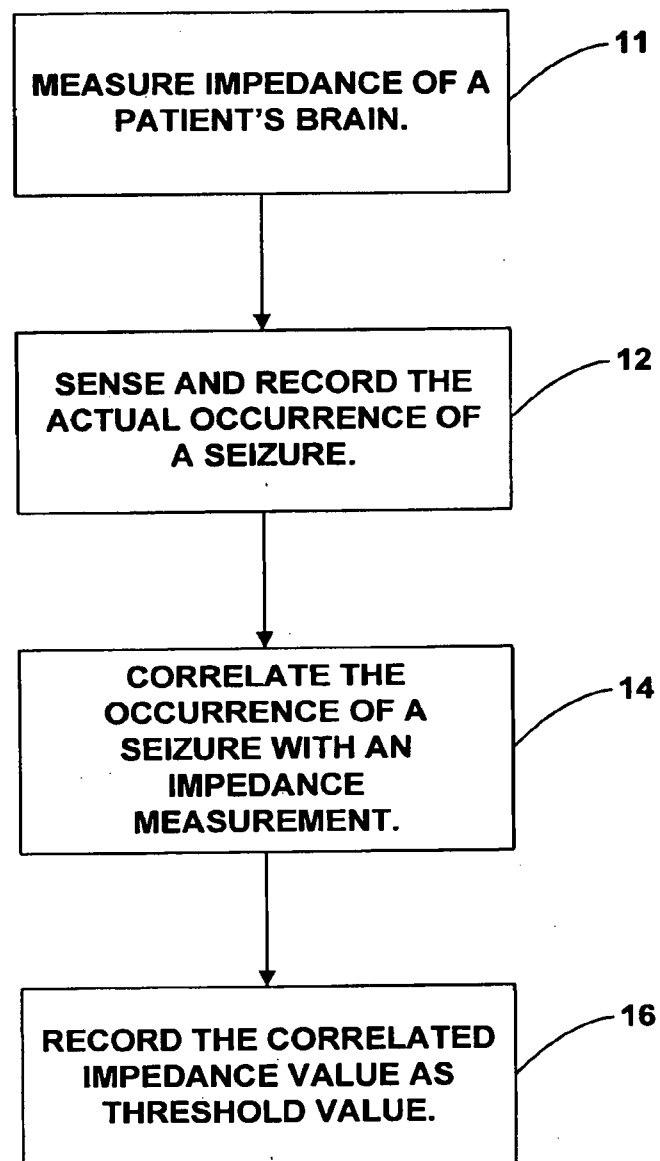 11
MEASURE IMPEDANCE OF A
PATIENT'S BRAIN.
12
SENSE AND RECORD THE
ACTUAL OCCURRENCE OF
A SEIZURE.
14
CORRELATE THE
OCCURRENCE OF A
SEIZURE WITH AN
IMPEDANCE
MEASUREMENT.
16
RECORD THE CORRELATED
IMPEDANCE VALUE AS
THRESHOLD VALUE.